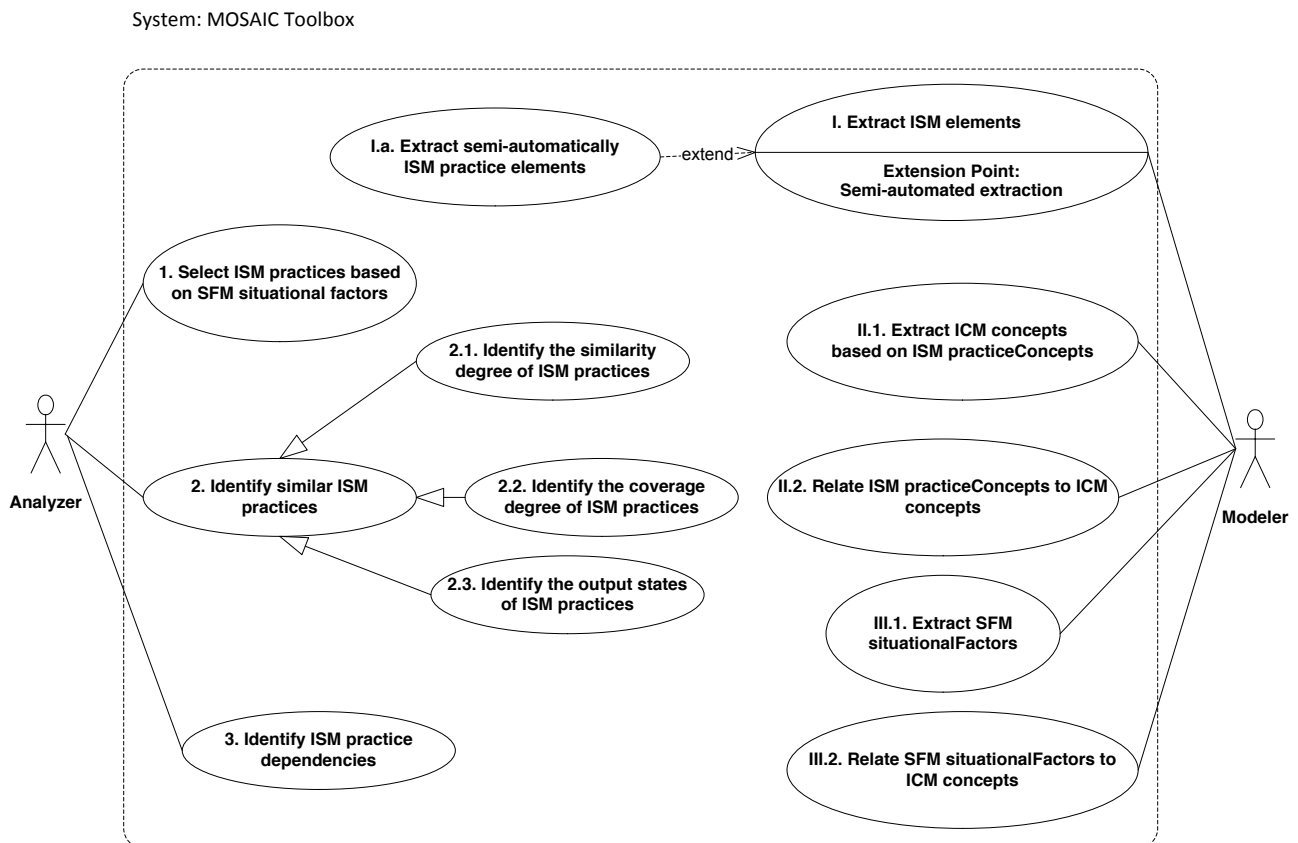 System: MOSAIC Toolbox
I. Extract ISM elements
Extension Point:
Semi-automated extraction
I.a. Extract semi-automatically
ISM practice elements
extend
1. Select ISM practices based
on SFM situational factors
2.1. Identify the similarity
degree of ISM practices
II.1. Extract ICM concepts
based on ISM practiceConcepts
Analyzer
2. Identify similar ISM
practices
2.2. Identify the coverage
degree of ISM practices
II.2. Relate ISM practiceConcepts to ICM
concepts
Modeler
2.3. Identify the output states
of ISM practices
III.1. Extract SFM
situationalFactors
3. Identify ISM practice
dependencies
III.2. Relate SFM situationalFactors to
ICM concepts